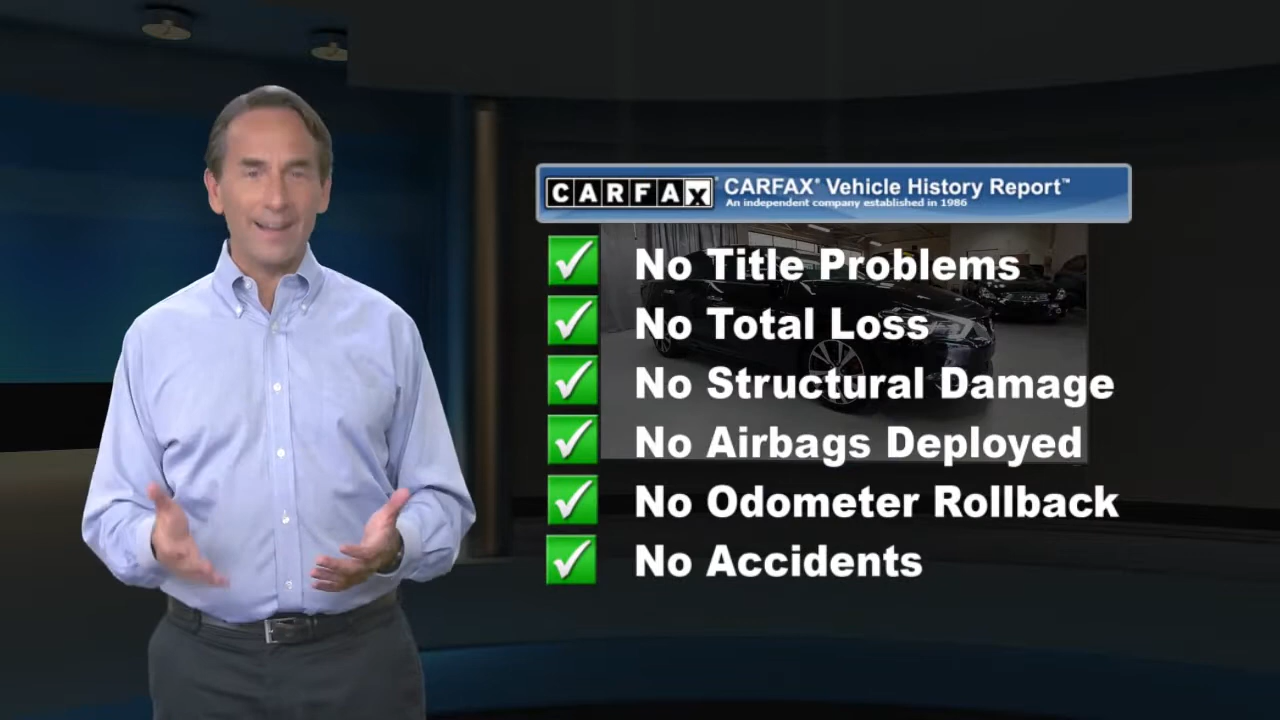 CARFAX® CARFAX® Vehicle History Report™
An independent company established in 1986
No Title Problems
No Total Loss
No Structural Damage
No Airbags Deployed
No Odometer Rollback
No Accidents